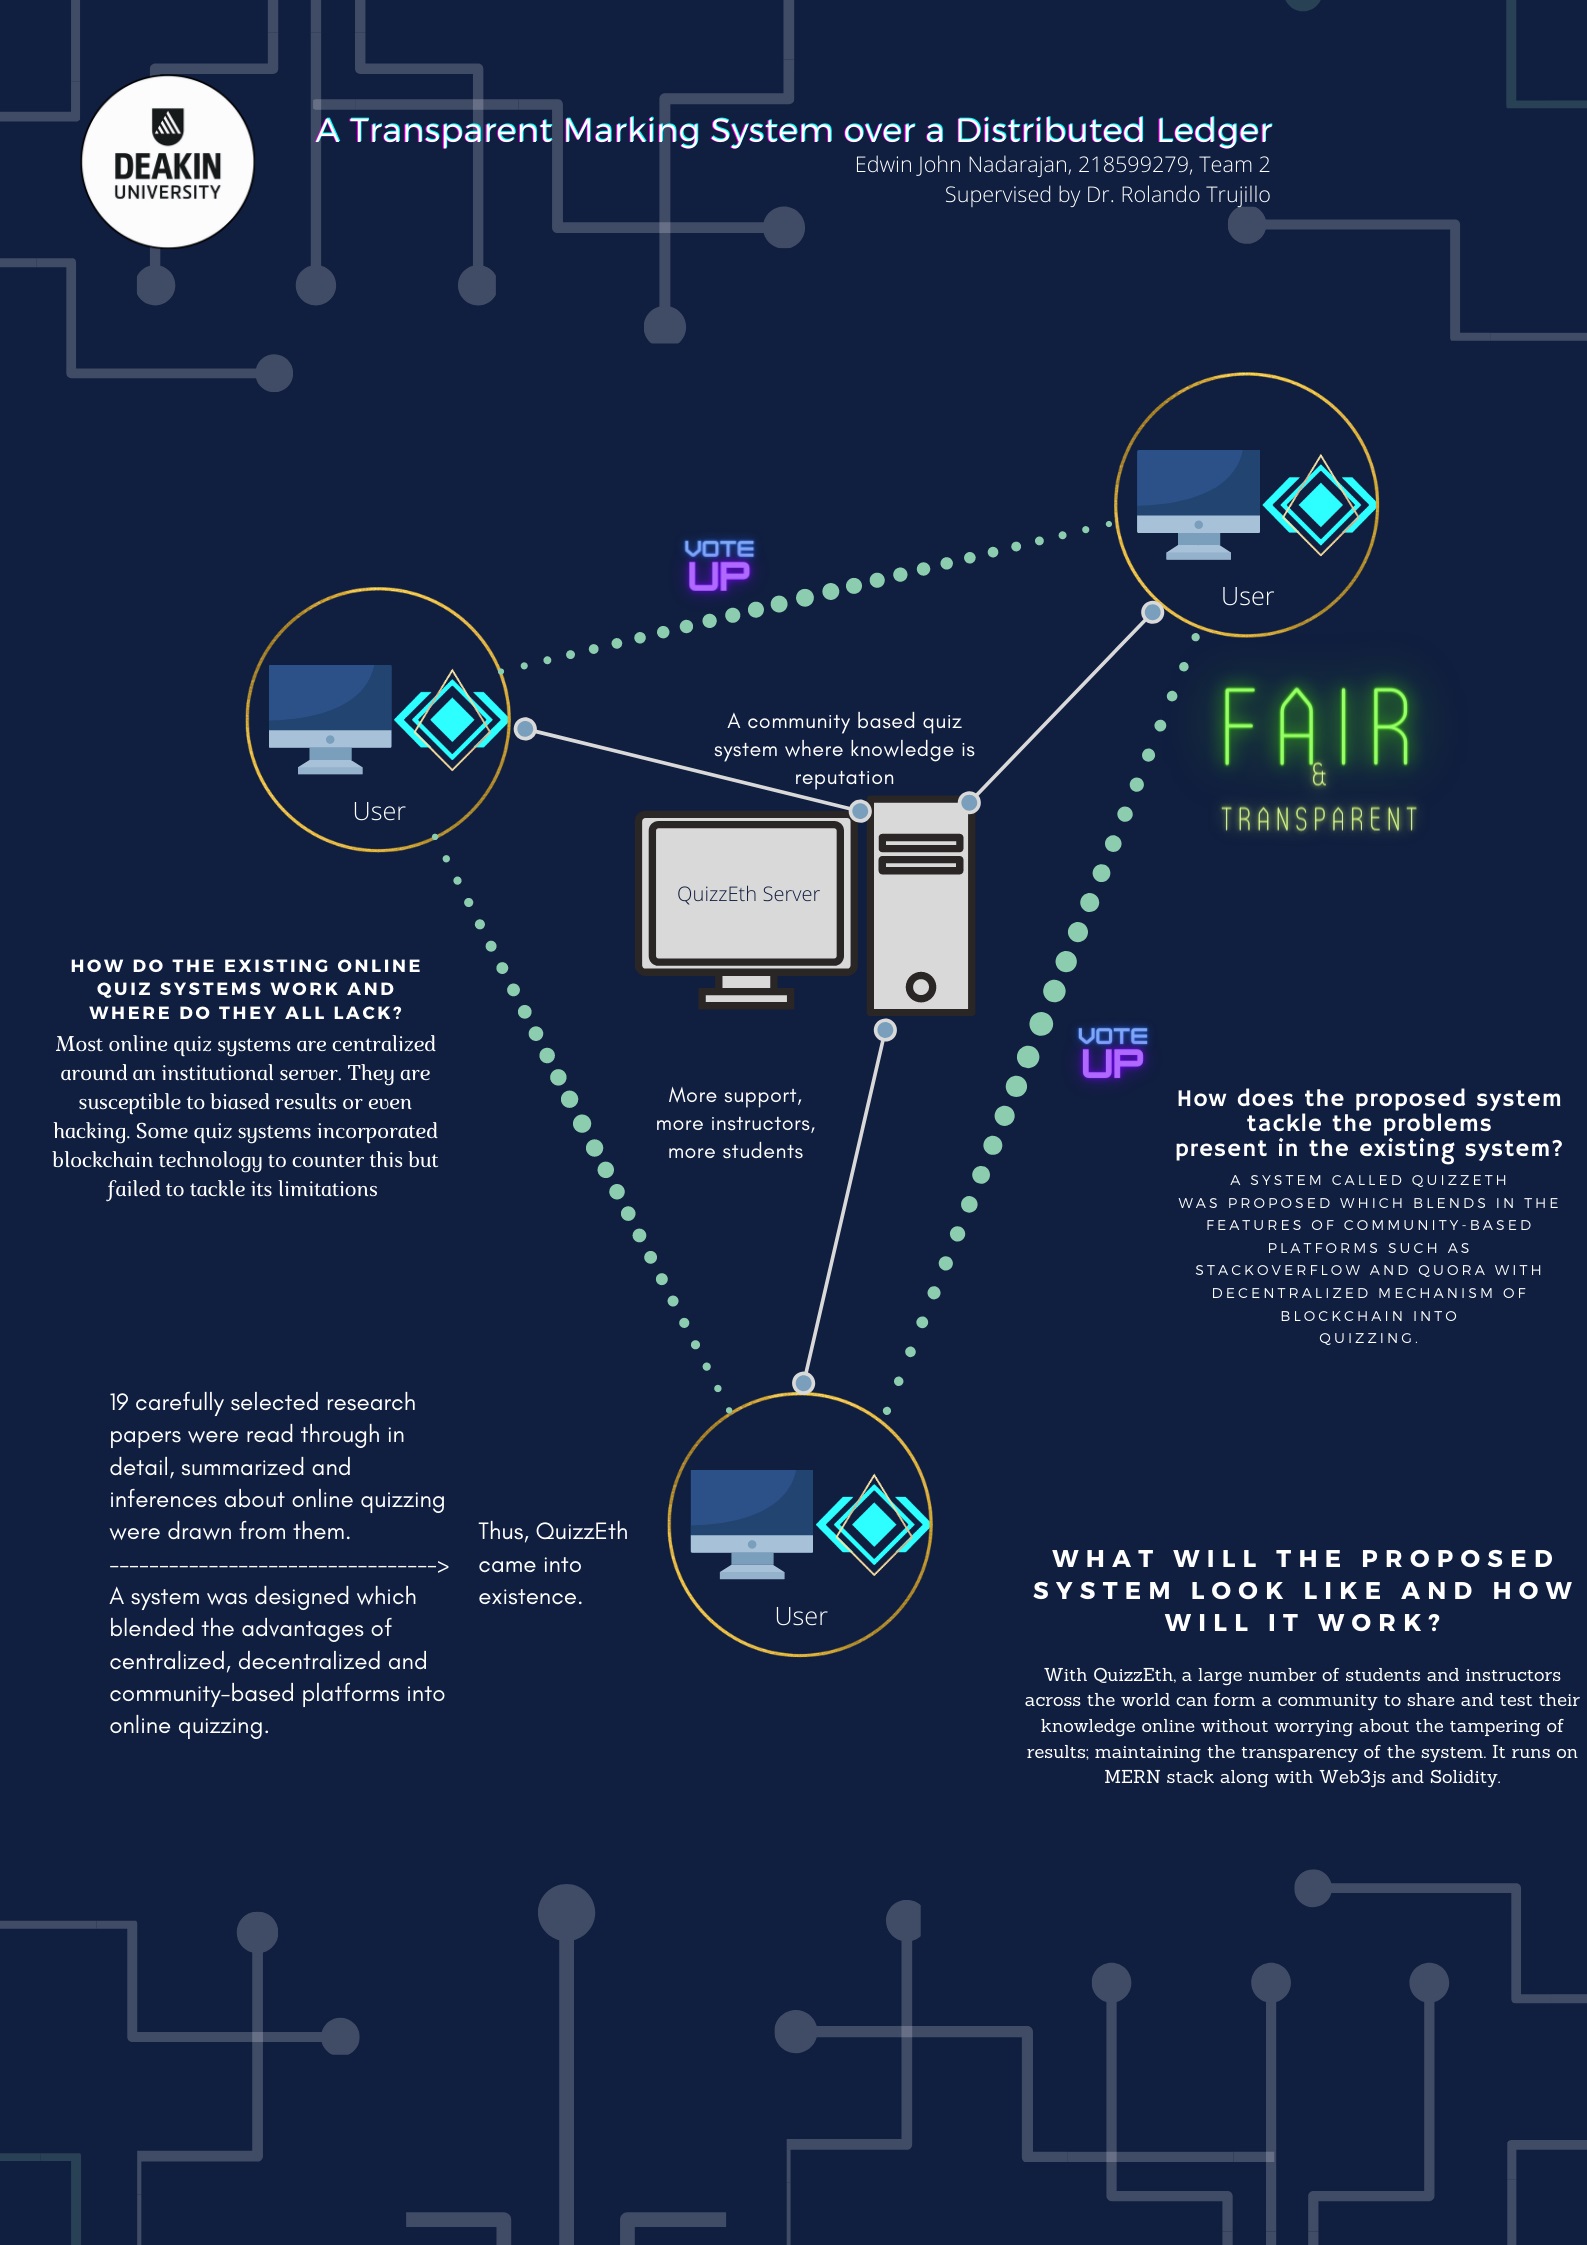 DEAKIN
UNIVERSITY
A Transparent Marking System over a Distributed Ledger
Edwin John Nadarajan, 218599279, Team 2
Supervised by Dr. Rolando Trujillo
User
VOTE
UP
User
FAIR
&
TRANSPARENT
A community based quiz
system where knowledge is
reputation
QuizzEth Server
HOW DO THE EXISTING ONLINE
QUIZ SYSTEMS WORK AND
WHERE DO THEY ALL LACK?
Most online quiz systems are centralized
around an institutional server. They are
susceptible to biased results or even
hacking. Some quiz systems incorporated
blockchain technology to counter this but
failed to tackle its limitations
VOTE
UP
More support,
more instructors,
more students
How does the proposed system
tackle the problems
present in the existing system?
A SYSTEM CALLED QUIZZETH
WAS PROPOSED WHICH BLENDS IN THE
FEATURES OF COMMUNITY-BASED
PLATFORMS SUCH AS
STACKOVERFLOW AND QUORA WITH
DECENTRALIZED MECHANISM OF
BLOCKCHAIN INTO
QUIZZING.
19 carefully selected research
papers were read through in
detail, summarized and
inferences about online quizzing
were drawn from them.
--------------------------------->
A system was designed which
blended the advantages of
centralized, decentralized and
community-based platforms into
online quizzing.
Thus, QuizzEth
came into
existence.
User
WHAT WILL THE PROPOSED
SYSTEM LOOK LIKE AND HOW
WILL IT WORK?
With QuizzEth, a large number of students and instructors
across the world can form a community to share and test their
knowledge online without worrying about the tampering of
results; maintaining the transparency of the system. It runs on
MERN stack along with Web3js and Solidity.